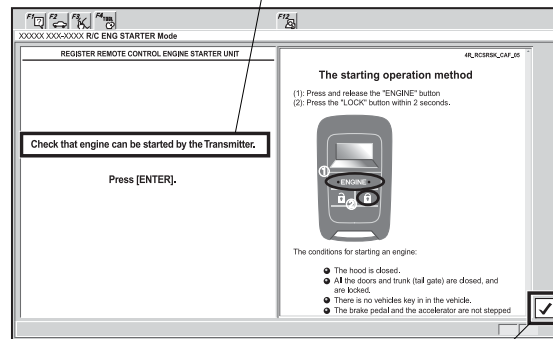 F1 F2 F3 F4 F12
XXXXX XXX-XXXX R/C ENG STARTER Mode
REGISTER REMOTE CONTROL ENGINE STARTER UNIT
Check that engine can be started by the Transmitter.
Press [ENTER].
4R_RCSRSK_CAF_05
The starting operation method
(1): Press and release the "ENGINE" button
(2): Press the "LOCK" button within 2 seconds.
①
ENGINE
②
The conditions for starting an engine:
The hood is closed.
All the doors and trunk (tail gate) are closed, and
are locked.
There is no vehicles key in in the vehicle.
The brake pedal and the accelerator are not stepped